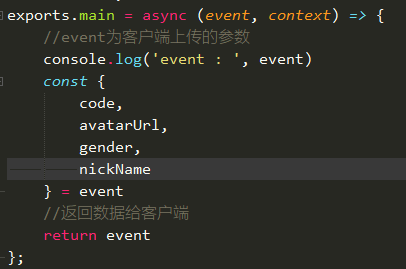 exports.main = async (event, context) => {
//event为客户端上传的参数
console.log('event : ', event)
const {
code,
avatarUrl,
gender,
nickName
} = event
//返回数据给客户端
return event
};